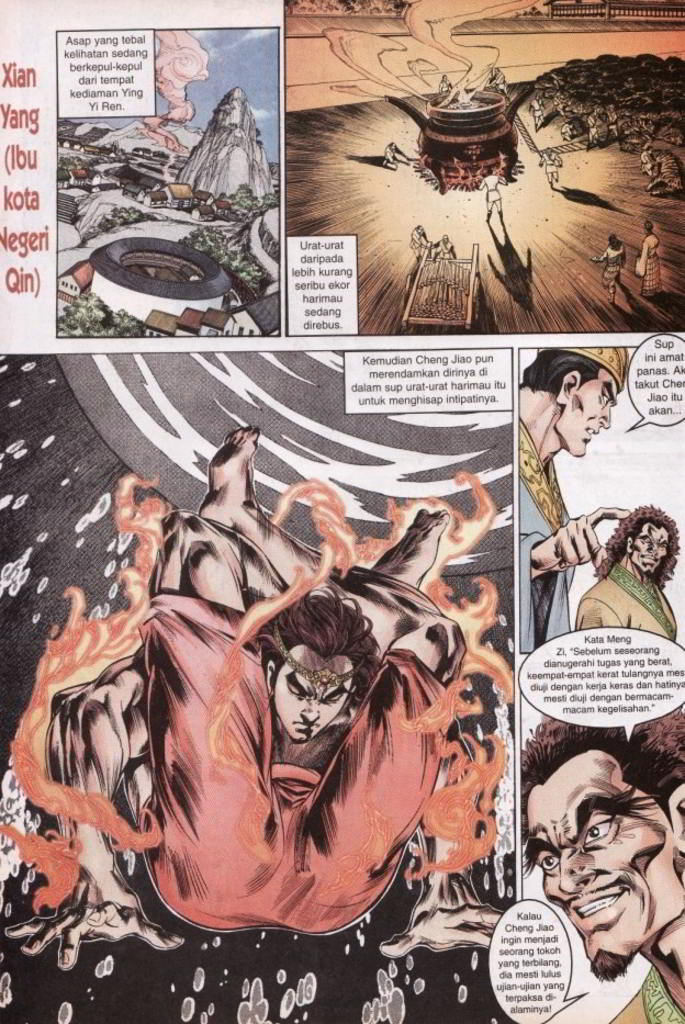 Xian
Yang
(Ibu
kota
Negeri
Qin)
Asap yang tebal
kelihatan sedang
berkepul-kepul
dari tempat
kediaman Ying
Yi Ren.
Urat-urat
daripada
lebih kurang
seribu ekor
harimau
sedang
direbus.
Kemudian Cheng Jiao pun
merendamkan dirinya di
dalam sup urat-urat harimau itu
untuk menghisap intipatinya.
Sup
ini amat
panas. Ak
takut Chen
Jiao itu
akan...
Kata Meng
Zi, "Sebelum seseorang
dianugerahi tugas yang berat,
keempat-empat kerat tulangnya mes
diuji dengan kerja keras dan hatinya
mesti diuji dengan bermacam-
macam kegelisahan."
Kalau
Cheng Jiao
ingin menjadi
seorang tokoh
yang terbilang,
dia mesti lulus
ujian-ujian yang
terpaksa di-
alaminya!